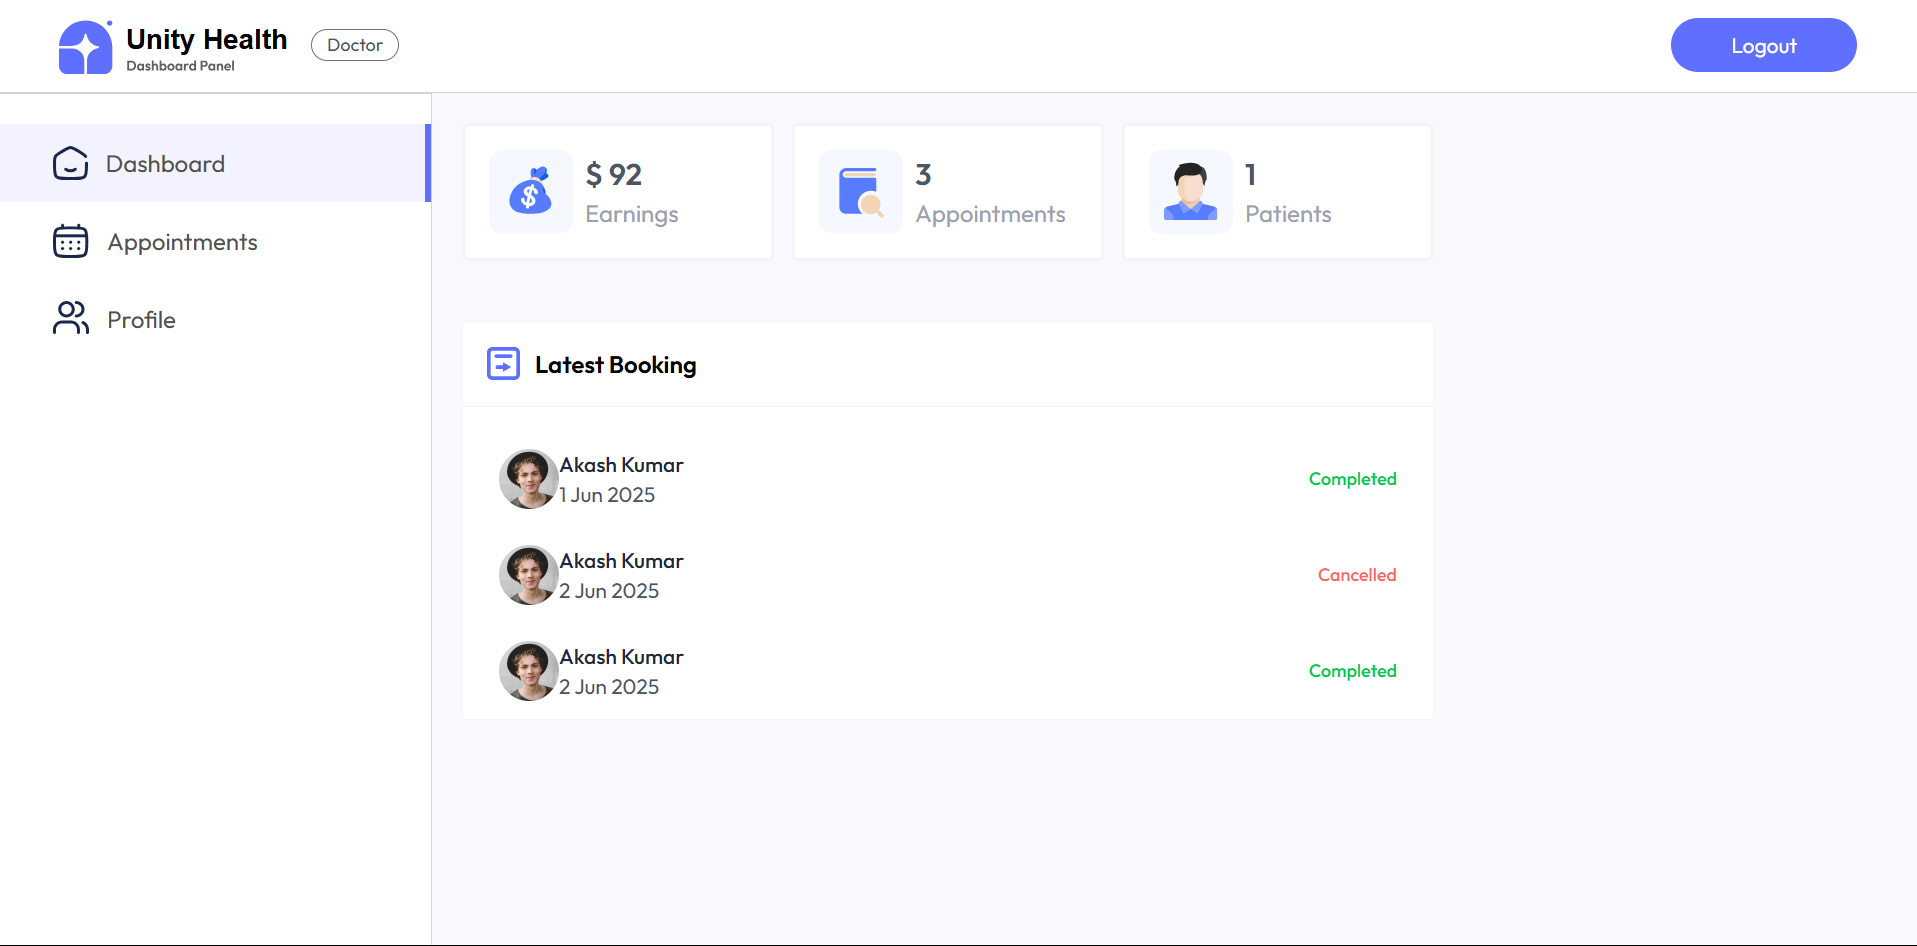 Unity Health
Dashboard Panel
Doctor
Logout
Dashboard
Appointments
Profile
$ 92
Earnings
3
Appointments
1
Patients
Latest Booking
Akash Kumar
1 Jun 2025
Completed
Akash Kumar
2 Jun 2025
Cancelled
Akash Kumar
2 Jun 2025
Completed